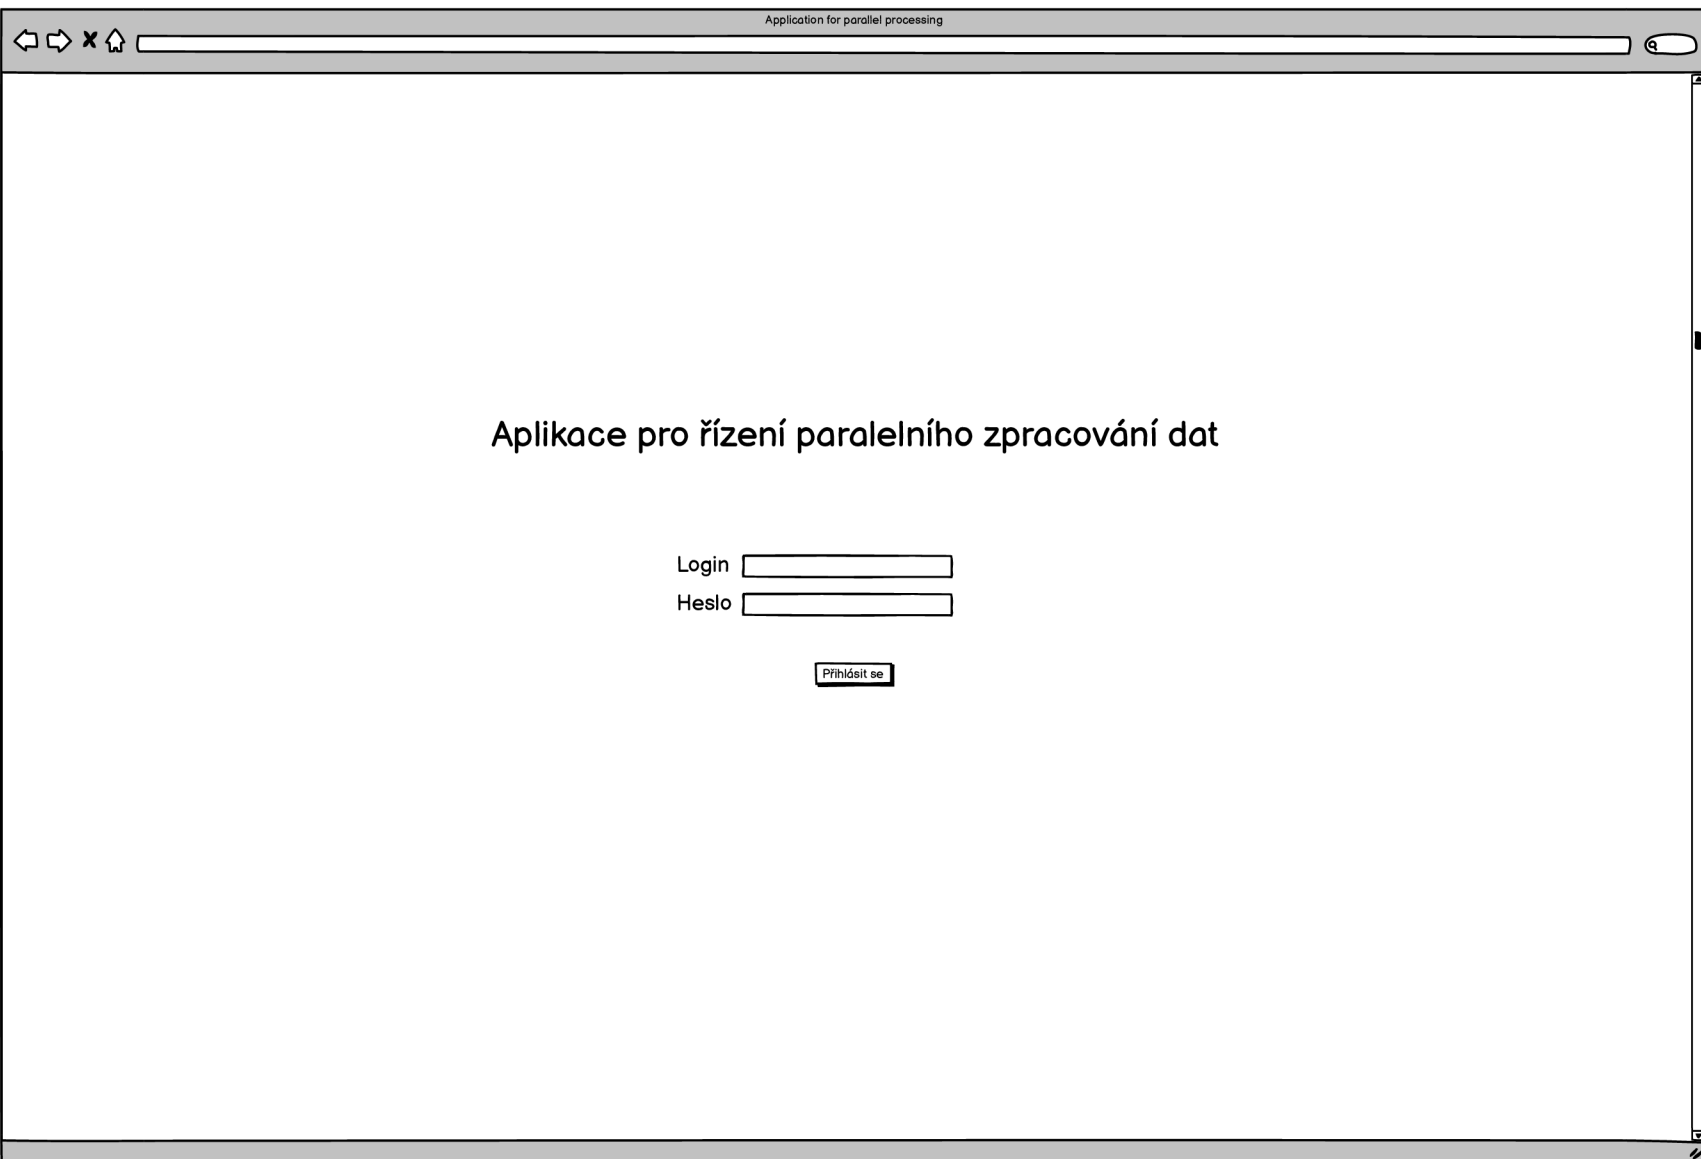 Application for parallel processing
Aplikace pro řízení paralelního zpracování dat
Login
Heslo
Přihlásit se